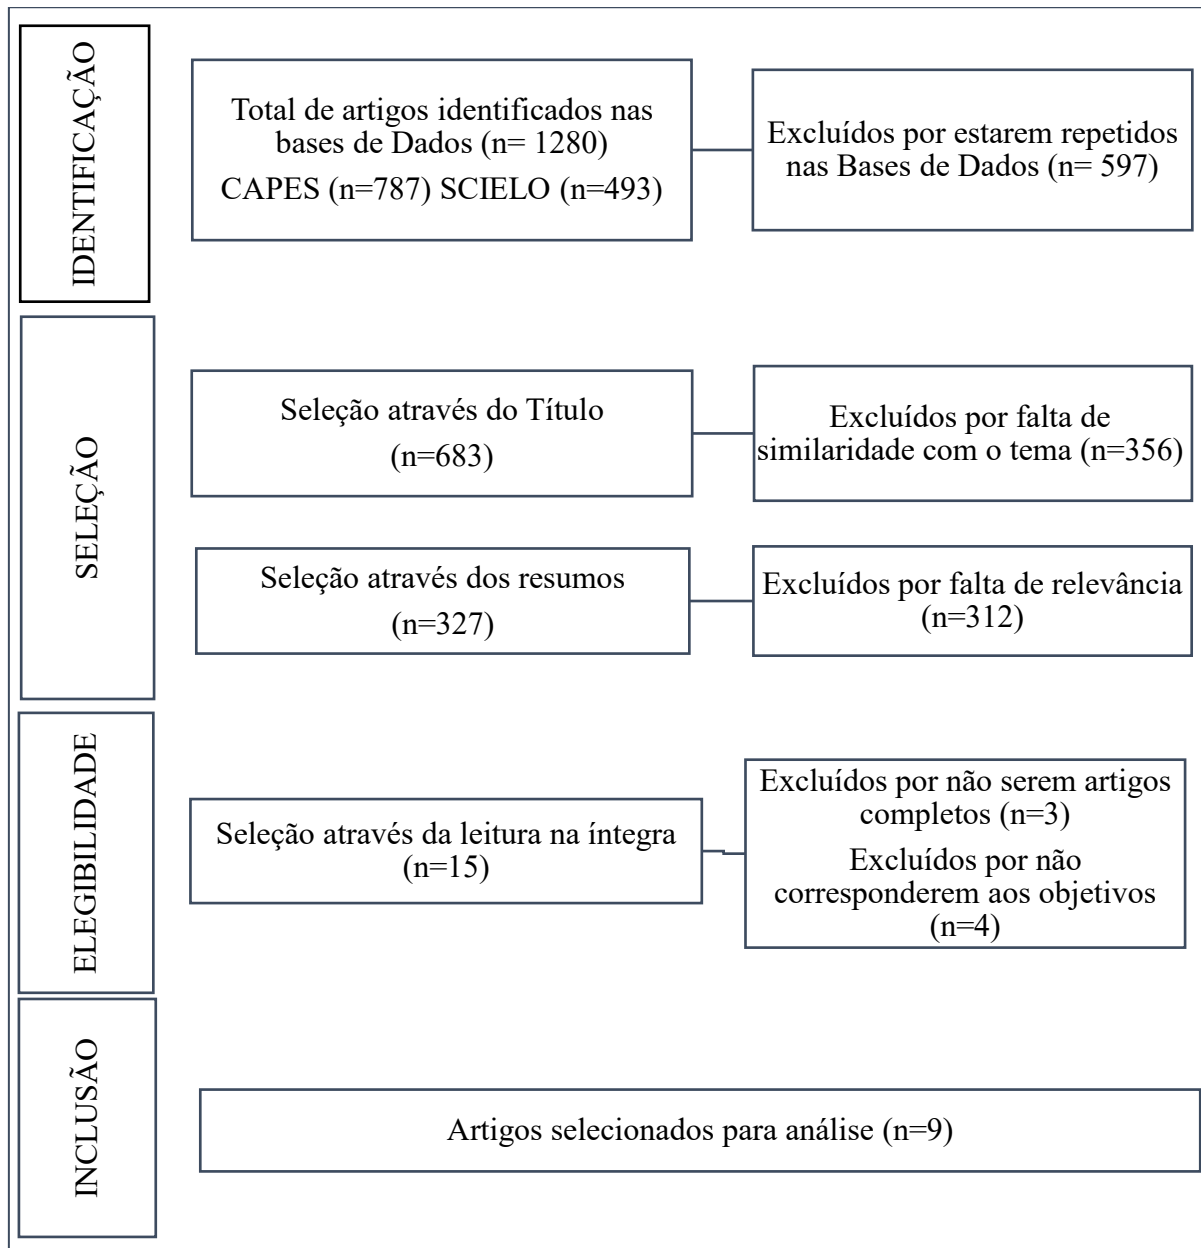 IDENTIFICAÇÃO
Total de artigos identificados nas
bases de Dados (n= 1280)
CAPES (n=787) SCIELO (n=493)
Excluídos por estarem repetidos
nas Bases de Dados (n= 597)
SELEÇÃO
Seleção através do Título
(n=683)
Excluídos por falta de
similaridade com o tema (n=356)
Seleção através dos resumos
(n=327)
Excluídos por falta de relevância
(n=312)
ELEGIBILIDADE
Seleção através da leitura na íntegra
(n=15)
Excluídos por não serem artigos
completos (n=3)
Excluídos por não
corresponderem aos objetivos
(n=4)
INCLUSÃO
Artigos selecionados para análise (n=9)